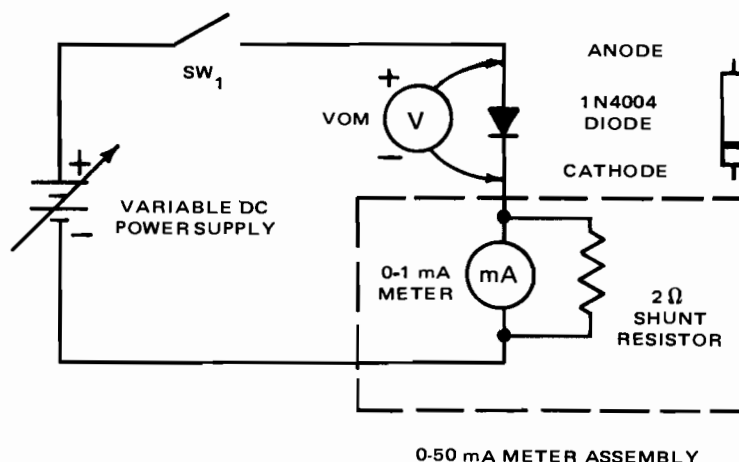 SW1
ANODE
+
VOM
V
1N4004
DIODE
−
CATHODE
+
VARIABLE DC
POWER SUPPLY
−
0-1 mA
METER
mA
2 Ω
SHUNT
RESISTOR
0-50 mA METER ASSEMBLY